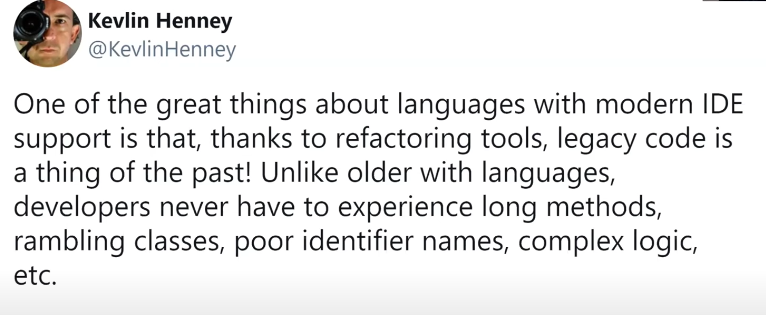 Kevlin Henney
@KevlinHenney
One of the great things about languages with modern IDE
support is that, thanks to refactoring tools, legacy code is
a thing of the past! Unlike older with languages,
developers never have to experience long methods,
rambling classes, poor identifier names, complex logic,
etc.